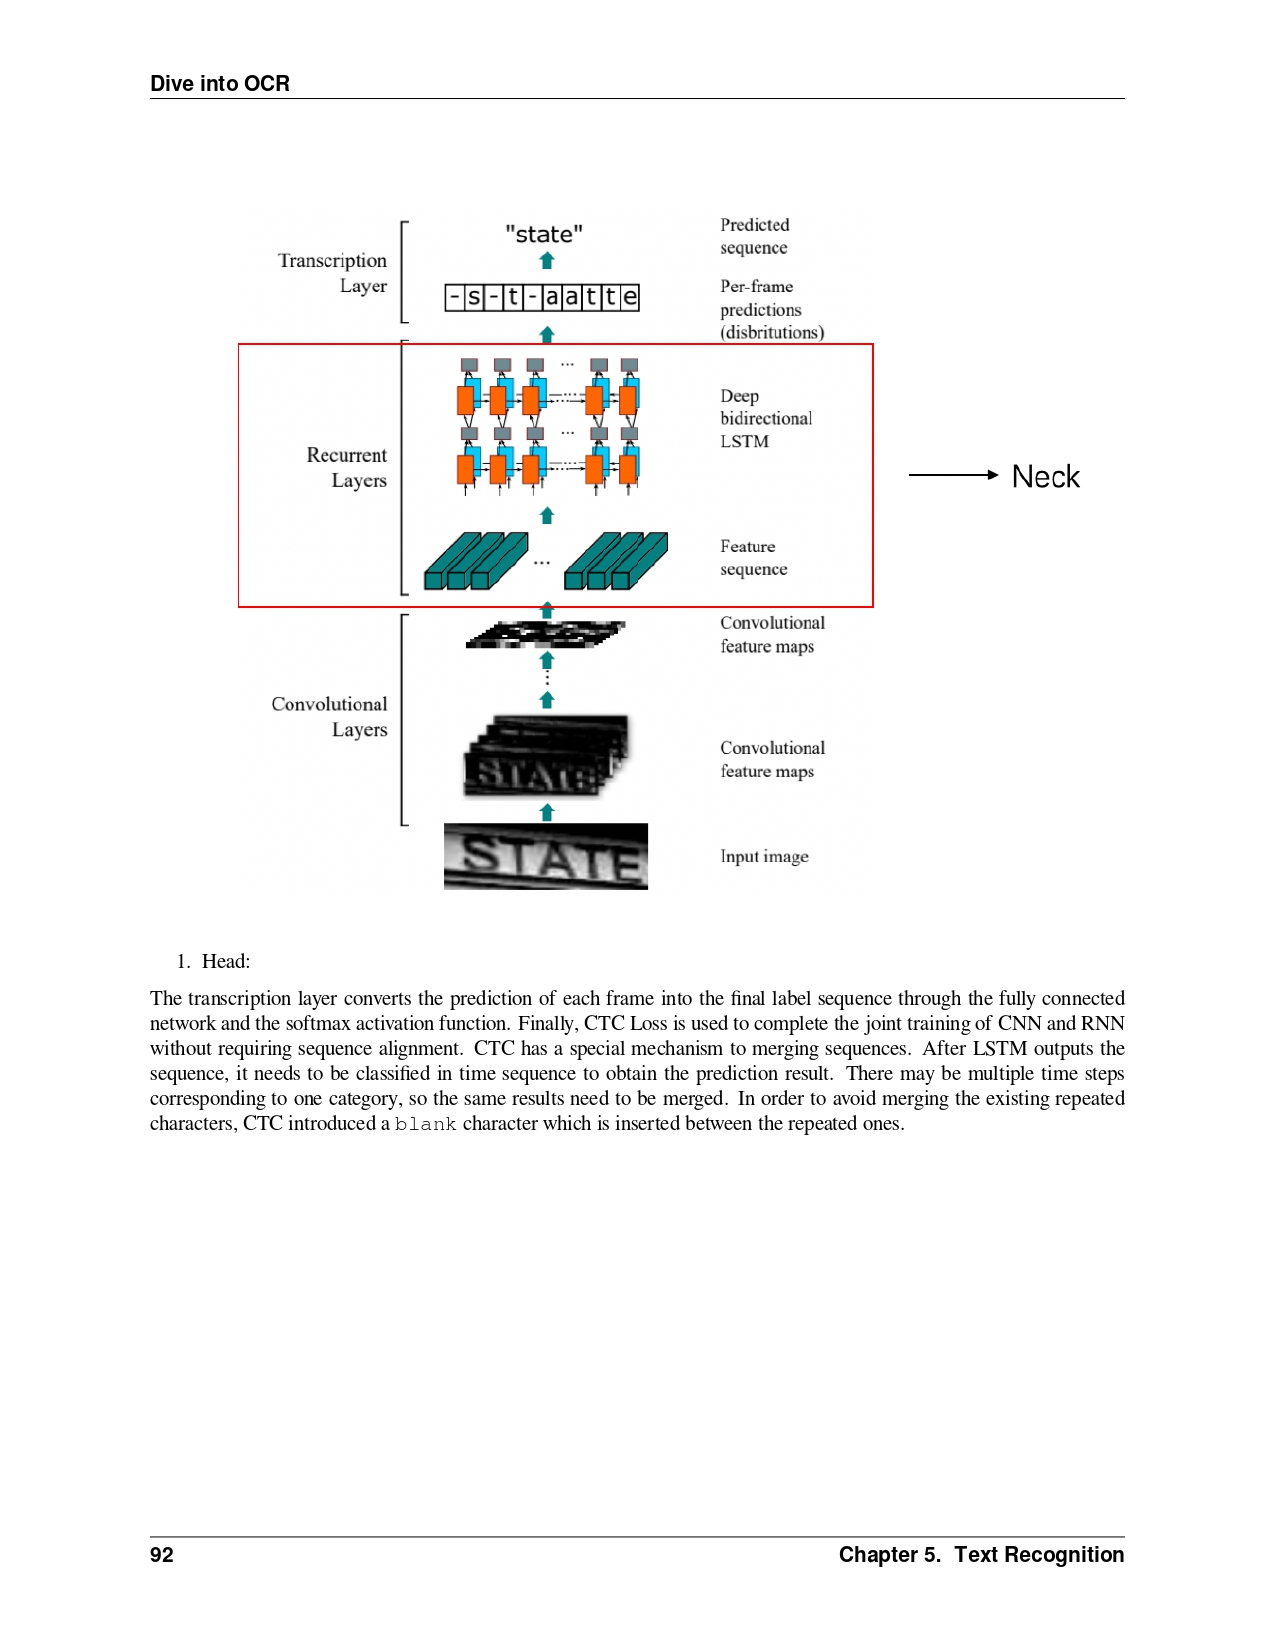 Dive into OCR
"state"
Predicted
sequence
Transcription
Layer
-s-t-aatte
Per-frame
predictions
(disbritutions)
Recurrent
Layers
Deep
bidirectional
LSTM
Neck
Feature
sequence
Convolutional
feature maps
Convolutional
Layers
STATE
Convolutional
feature maps
STATE
Input image
1. Head:
The transcription layer converts the prediction of each frame into the final label sequence through the fully connected
network and the softmax activation function. Finally, CTC Loss is used to complete the joint training of CNN and RNN
without requiring sequence alignment. CTC has a special mechanism to merging sequences. After LSTM outputs the
sequence, it needs to be classified in time sequence to obtain the prediction result. There may be multiple time steps
corresponding to one category, so the same results need to be merged. In order to avoid merging the existing repeated
characters, CTC introduced a blank character which is inserted between the repeated ones.
92
Chapter 5. Text Recognition